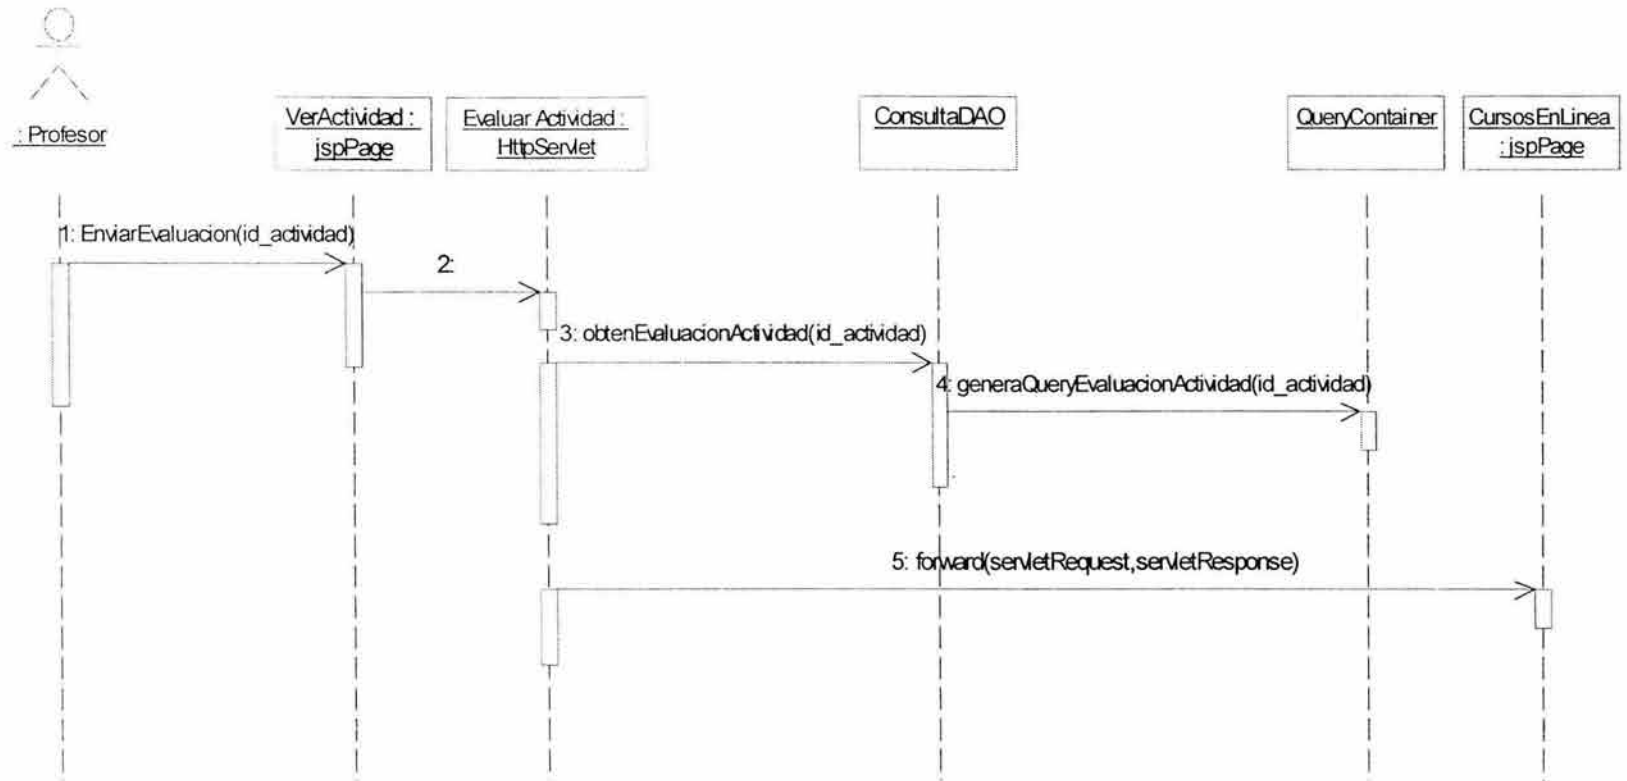 : Profesor
VerActividad :
jspPage
Evaluar Actividad :
HttpServlet
ConsultaDAO
QueryContainer
CursosEnLinea
: jspPage
1: EnviarEvaluacion(id_actividad)
2:
3: obtenEvaluacionActividad(id_actividad)
4: generaQueryEvaluacionActividad(id_actividad)
5: forward(servletRequest,servletResponse)